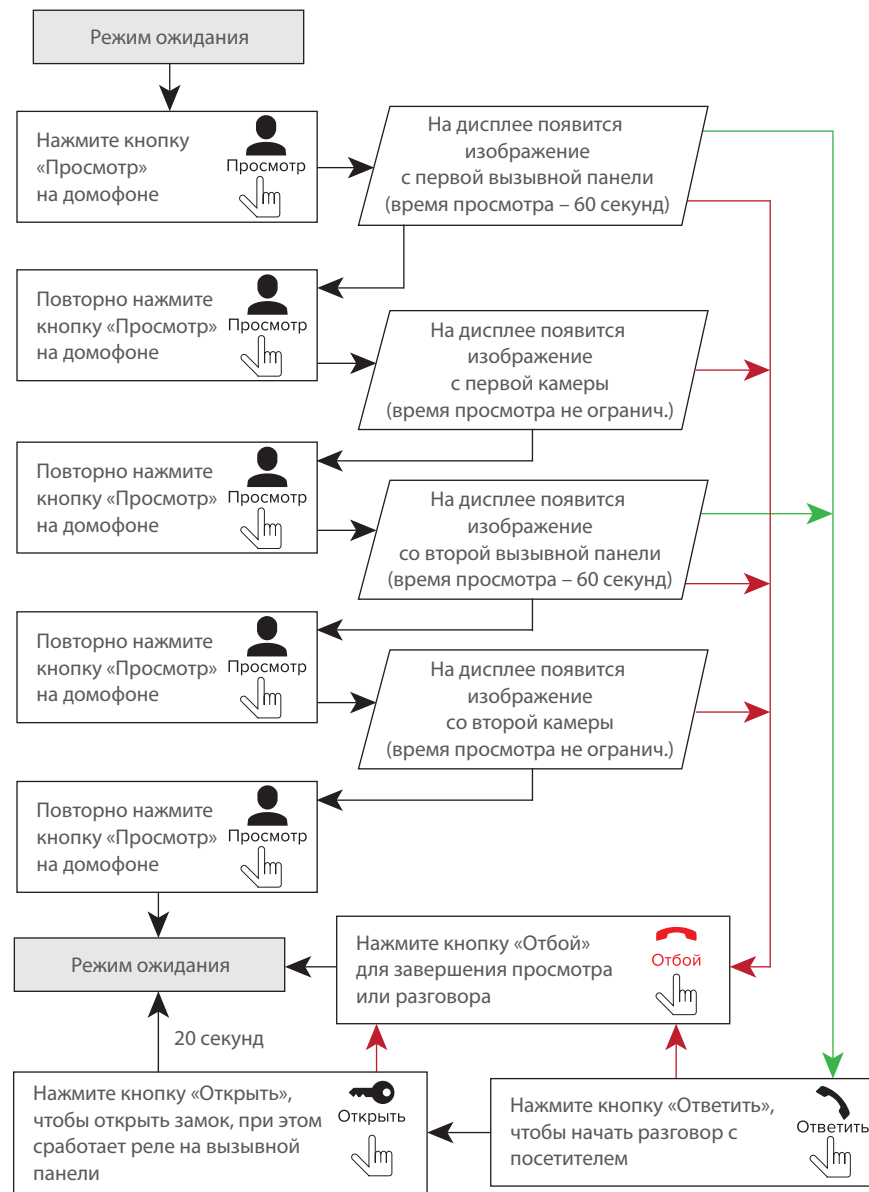 Режим ожидания
Нажмите кнопку
«Просмотр»
на домофоне
Просмотр
На дисплее появится
изображение
с первой вызывной панели
(время просмотра – 60 секунд)
Повторно нажмите
кнопку «Просмотр»
на домофоне
Просмотр
На дисплее появится
изображение
с первой камеры
(время просмотра не огранич.)
Повторно нажмите
кнопку «Просмотр»
на домофоне
Просмотр
На дисплее появится
изображение
со второй вызывной панели
(время просмотра – 60 секунд)
Повторно нажмите
кнопку «Просмотр»
на домофоне
Просмотр
На дисплее появится
изображение
со второй камеры
(время просмотра не огранич.)
Повторно нажмите
кнопку «Просмотр»
на домофоне
Просмотр
Режим ожидания
Нажмите кнопку «Отбой»
для завершения просмотра
или разговора
Отбой
20 секунд
Нажмите кнопку «Открыть»,
чтобы открыть замок, при этом
сработает реле на вызывной
панели
Открыть
Нажмите кнопку «Ответить»,
чтобы начать разговор с
посетителем
Ответить